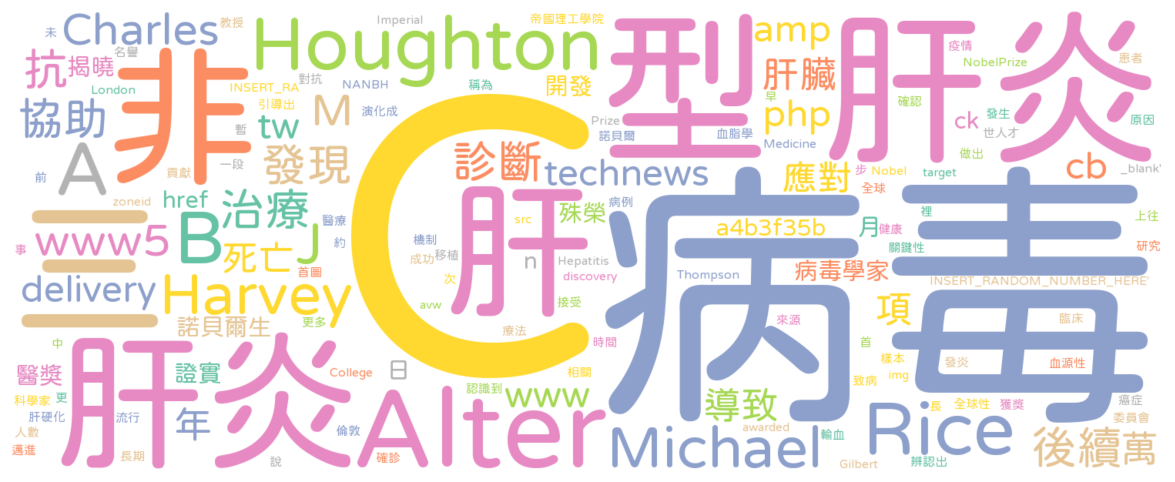 未 Charles 教授 Imperial 帝國理工學院
名譽 Houghton 型 肝炎 amp 疫情
抗 揭曉 非 對抗 肝臟 NobelPrize 患者
London INSERT_RA NANBH 稱為 開發 早 確認
協助 引導出 M 演化成 Prize php 發生 原因
tw 暫 諾貝爾 血脂學 ck 世人才
A 一段 發現 C 診斷 Medicine 做出
貢獻 technews 步 Nobel cb _blank'
前 href 治療 肝 應對 全球 target
zoneid B 醫療 src 殊榮 病例 裡
三 J 約 機制 移植 a4b3f35b 月 健康 上往
事 www5 死亡 成功 n Hepatitis 病毒 關鍵性 研究
二 首圖 次 discovery Thompson 病毒學家
delivery Harvey avw 接受 INSERT_RANDOM_NUMBER_HERE
一 諾貝爾生 更多 療法 來源 項 臨床
中 時間 首
醫獎 證實 日 College 相關 樣本 發炎 血源性
科學家 更 認識到 致病 img
肝硬化 年 流行 www 導致 長 全球性 獲獎 癌症
人數 肝炎 倫敦 Alter awarded 輸血 Rice 委員會
邁進 長期 說 確診 Michael Gilbert 辨認出 後續 萬